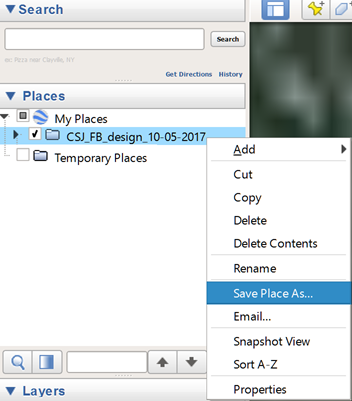 Search
Search
ex: Pizza near Clayville, NY
Get Directions History
Places
My Places
CSJ_FB_design_10-05-2017
Temporary Places
Add
Cut
Copy
Delete
Delete Contents
Rename
Save Place As...
Email...
Snapshot View
Sort A-Z
Properties
Layers